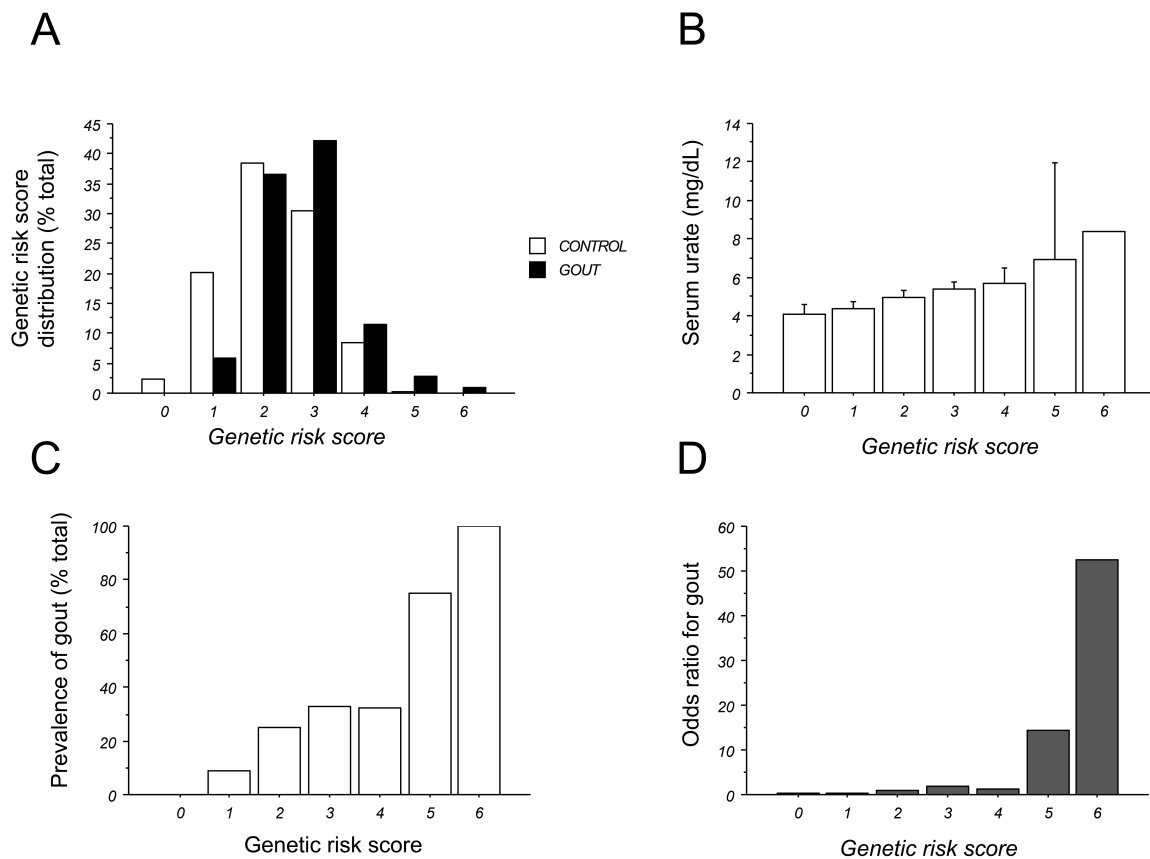 A
Genetic risk score
distribution (% total)
45
40
35
30
25
20
15
10
5
0
0 1 2 3 4 5 6
Genetic risk score
CONTROL
GOUT
B
Serum urate (mg/dL)
14
12
10
8
6
4
2
0
0 1 2 3 4 5 6
Genetic risk score
C
Prevalence of gout (% total)
100
80
60
40
20
0
0 1 2 3 4 5 6
Genetic risk score
D
Odds ratio for gout
60
50
40
30
20
10
0
0 1 2 3 4 5 6
Genetic risk score